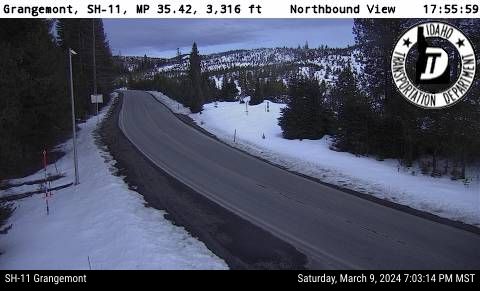 Grangemont, SH-11, MP 35.42, 3,316 ft Northbound View 17:55:59
IDAHO
TRANSPORTATION DEPARTMENT
SH-11 Grangemont Saturday, March 9, 2024 7:03:14 PM MST